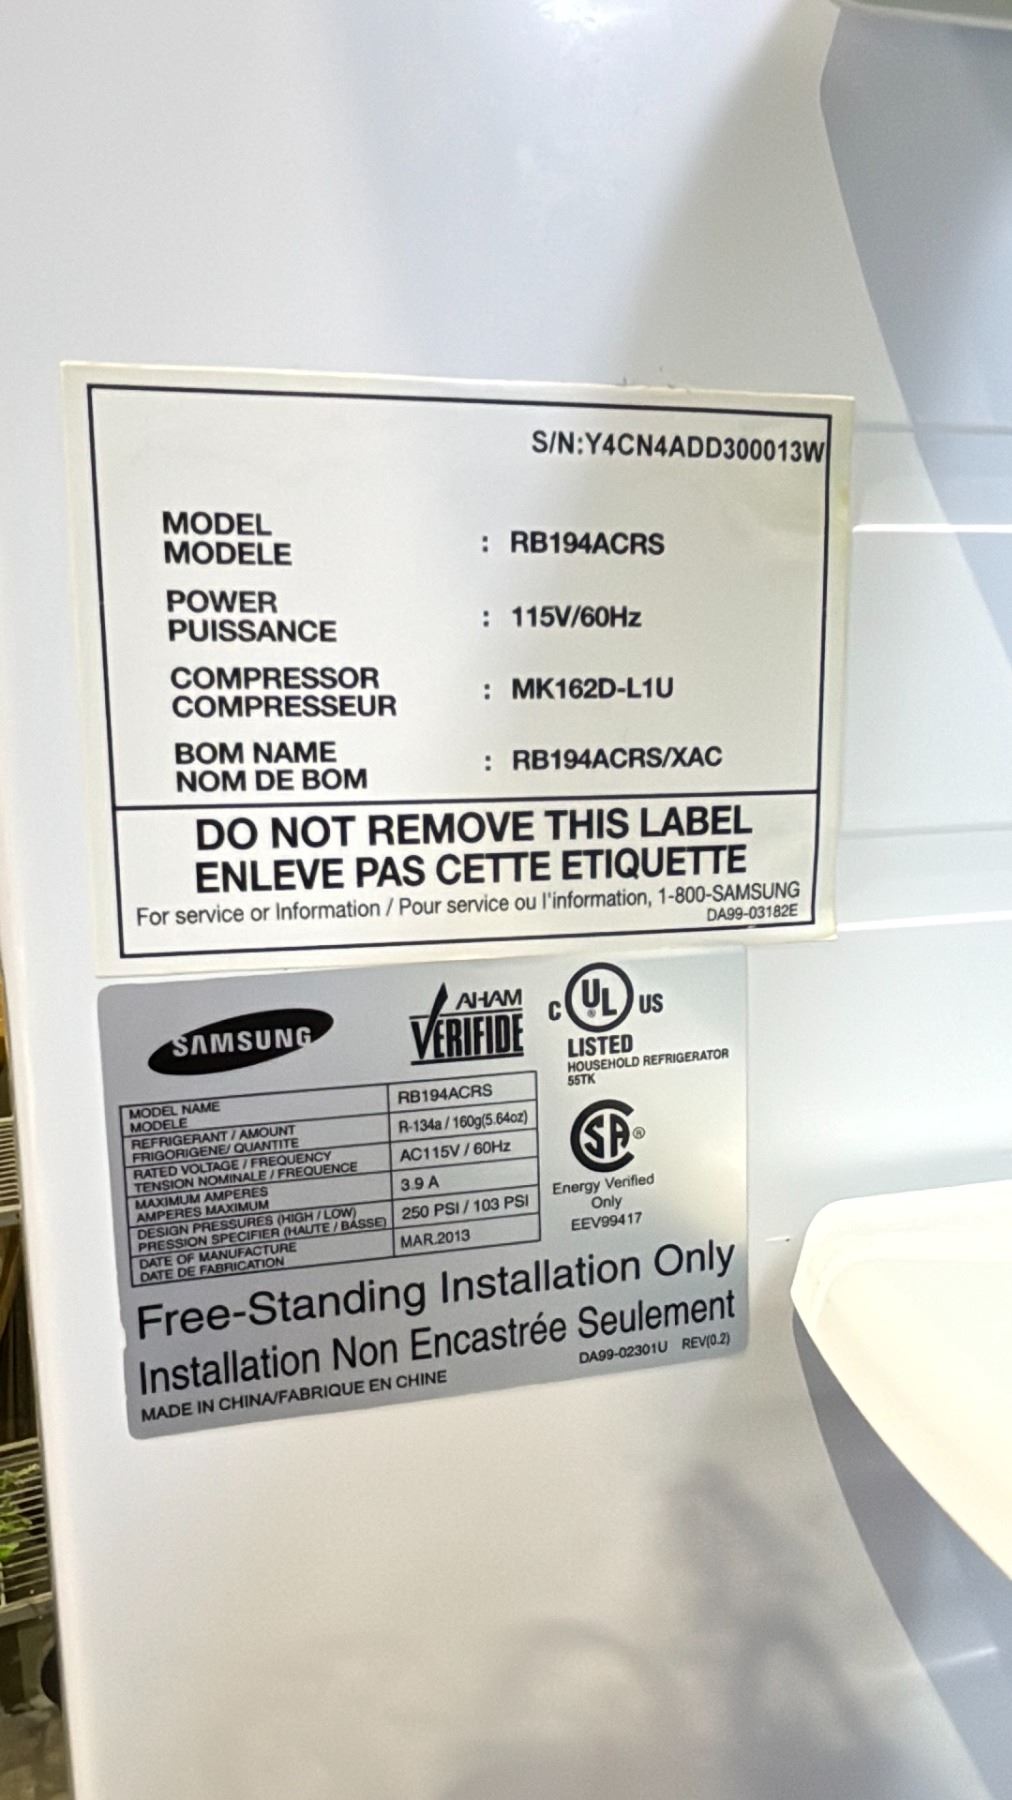 S/N:Y4CN4ADD300013W
MODEL
MODELE : RB194ACRS
POWER
PUISSANCE : 115V/60Hz
COMPRESSOR
COMPRESSEUR : MK162D-L1U
BOM NAME
NOM DE BOM : RB194ACRS/XAC
DO NOT REMOVE THIS LABEL
ENLEVE PAS CETTE ETIQUETTE
For service or Information / Pour service ou l'information, 1-800-SAMSUNG
DA99-03182E
SAMSUNG
AHAM
VERIFIDE
C UL ® US
LISTED
HOUSEHOLD REFRIGERATOR
55TK
MODEL NAME
MODELE RB194ACRS
REFRIGERANT / AMOUNT
FRIGORIGENE/ QUANTITE R-134a / 160g(5.64oz)
RATED VOLTAGE / FREQUENCY
TENSION NOMINALE / FREQUENCE AC115V / 60Hz
MAXIMUM AMPERES
AMPERES MAXIMUM 3.9 A
DESIGN PRESSURES (HIGH / LOW)
PRESSION SPECIFIER (HAUTE / BASSE) 250 PSI / 103 PSI
DATE OF MANUFACTURE
DATE DE FABRICATION MAR.2013
SA ®
Energy Verified
Only
EEV99417
Free-Standing Installation Only
Installation Non Encastrée Seulement
DA99-02301U REV(0.2)
MADE IN CHINA/FABRIQUE EN CHINE